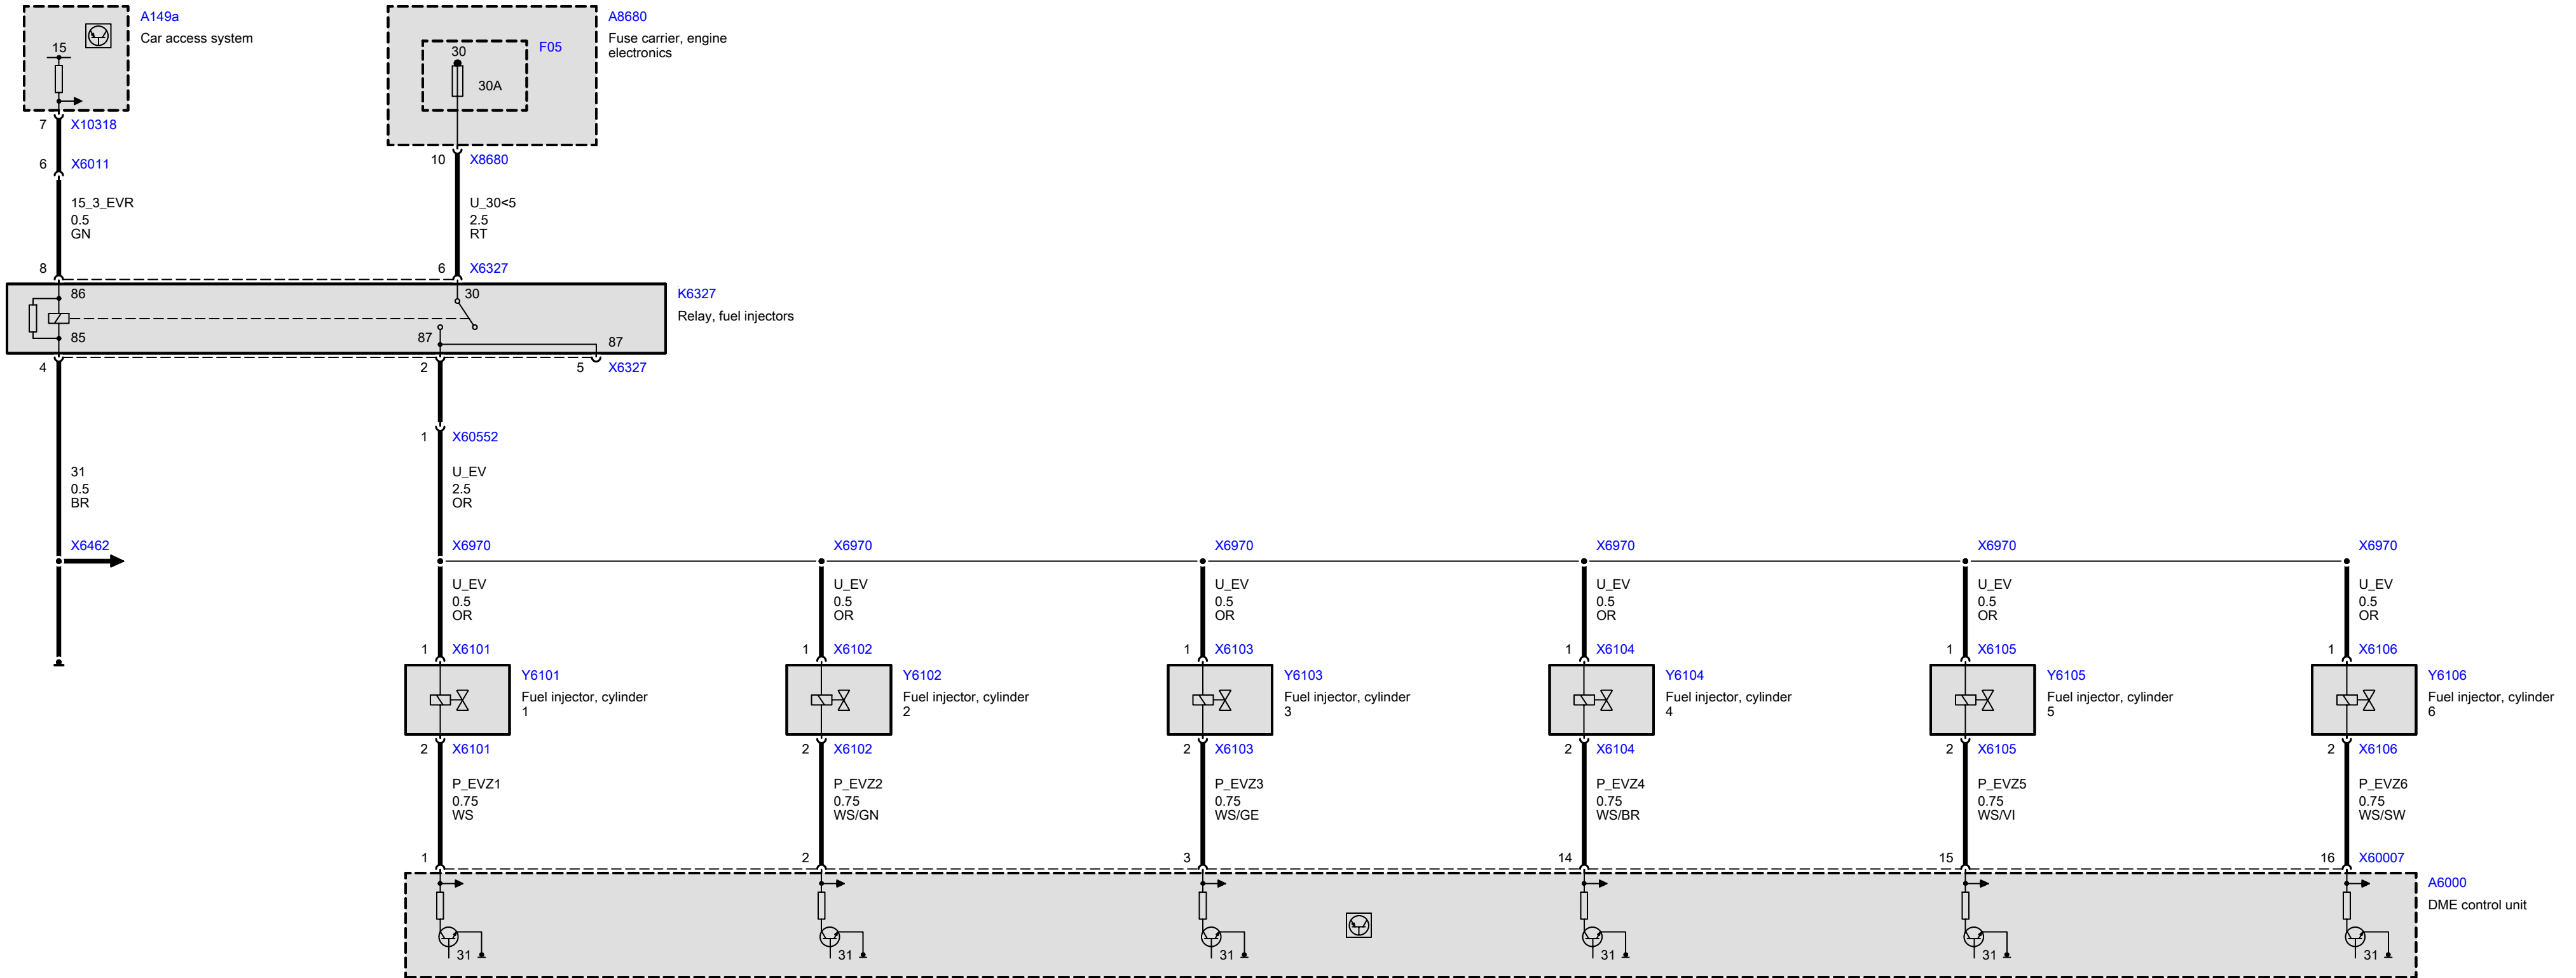 A149a
Car access system
15
A8680
Fuse carrier, engine
electronics
F05
30
30A
7 X10318
6 X6011
10 X8680
15_3_EVR
0.5
GN
U_30<5
2.5
RT
8
6 X6327
86
30
85
87
87
K6327
Relay, fuel injectors
4
2
5 X6327
1 X60552
31
0.5
BR
U_EV
2.5
OR
X6462
X6970 X6970 X6970 X6970 X6970 X6970
U_EV U_EV U_EV U_EV U_EV U_EV
0.5 0.5 0.5 0.5 0.5 0.5
OR OR OR OR OR OR
1 X6101 1 X6102 1 X6103 1 X6104 1 X6105 1 X6106
Y6101
Fuel injector, cylinder
1
Y6102
Fuel injector, cylinder
2
Y6103
Fuel injector, cylinder
3
Y6104
Fuel injector, cylinder
4
Y6105
Fuel injector, cylinder
5
Y6106
Fuel injector, cylinder
6
2 X6101 2 X6102 2 X6103 2 X6104 2 X6105 2 X6106
P_EVZ1 P_EVZ2 P_EVZ3 P_EVZ4 P_EVZ5 P_EVZ6
0.75 0.75 0.75 0.75 0.75 0.75
WS WS/GN WS/GE WS/BR WS/VI WS/SW
1 2 3 14 15 16 X60007
A6000
DME control unit
31 31 31 31 31 31